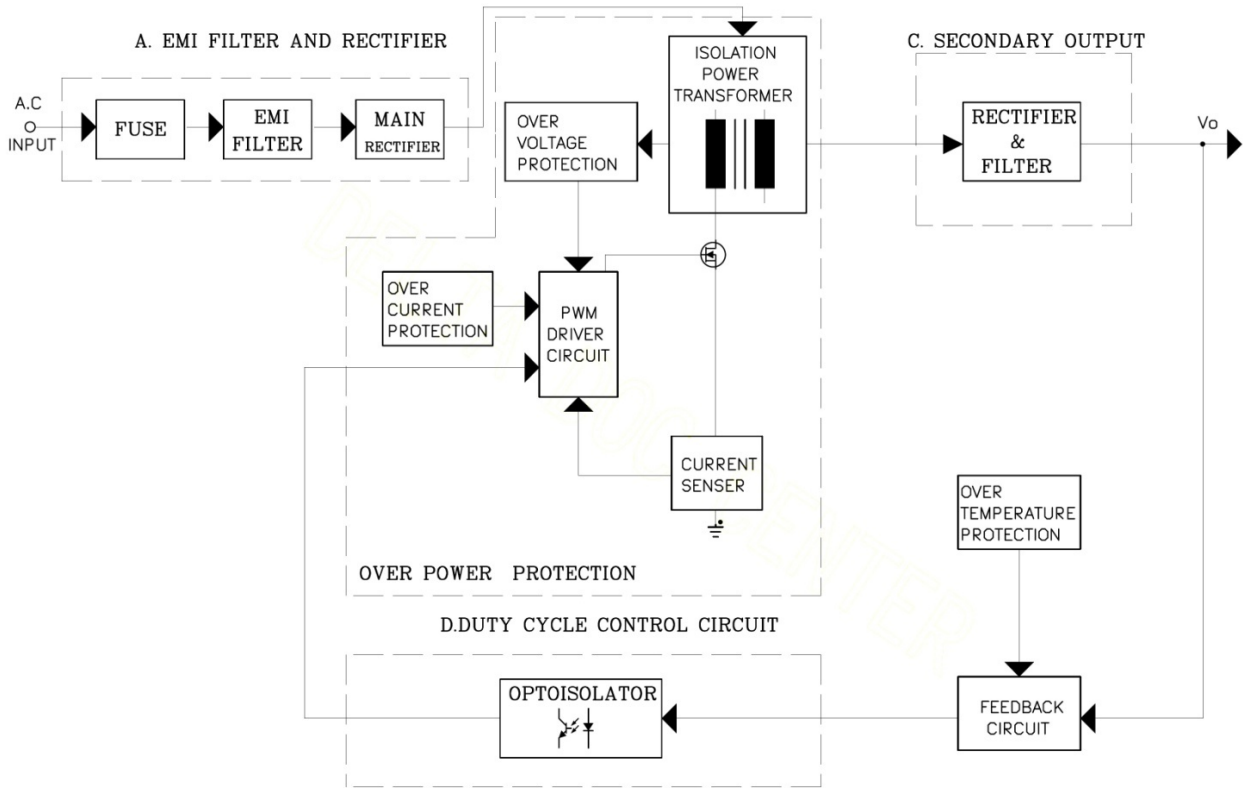 A. EMI FILTER AND RECTIFIER
A.C
INPUT
FUSE
EMI
FILTER
MAIN
RECTIFIER
OVER
VOLTAGE
PROTECTION
ISOLATION
POWER
TRANSFORMER
C. SECONDARY OUTPUT
RECTIFIER
&
FILTER
Vo
OVER
CURRENT
PROTECTION
PWM
DRIVER
CIRCUIT
CURRENT
SENSER
OVER
TEMPERATURE
PROTECTION
OVER POWER PROTECTION
D.DUTY CYCLE CONTROL CIRCUIT
OPTOISOLATOR
FEEDBACK
CIRCUIT
CENTER